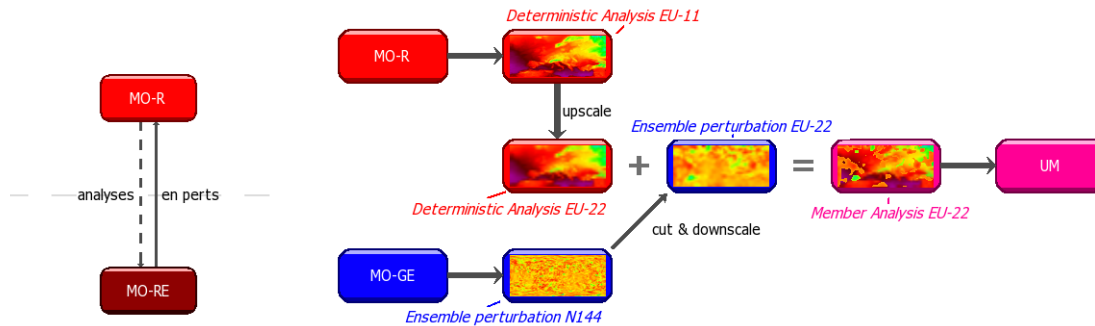 Deterministic Analysis EU-11
MO-R
MO-R
upscale
Ensemble perturbation EU-22
analyses
en perts
UM
Deterministic Analysis EU-22
Member Analysis EU-22
cut & downscale
MO-RE
MO-GE
Ensemble perturbation N144
+
=